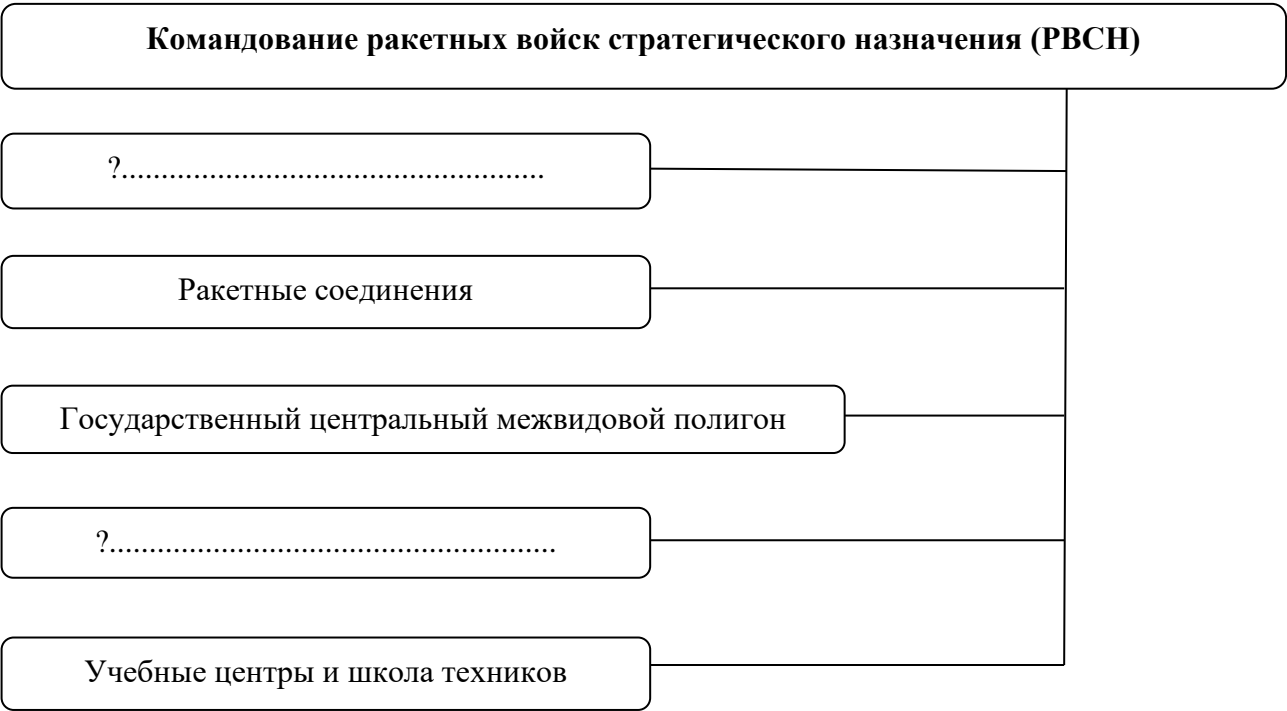 Командование ракетных войск стратегического назначения (РВСН)
?....................................................
Ракетные соединения
Государственный центральный межвидовой полигон
?.......................................................
Учебные центры и школа техников